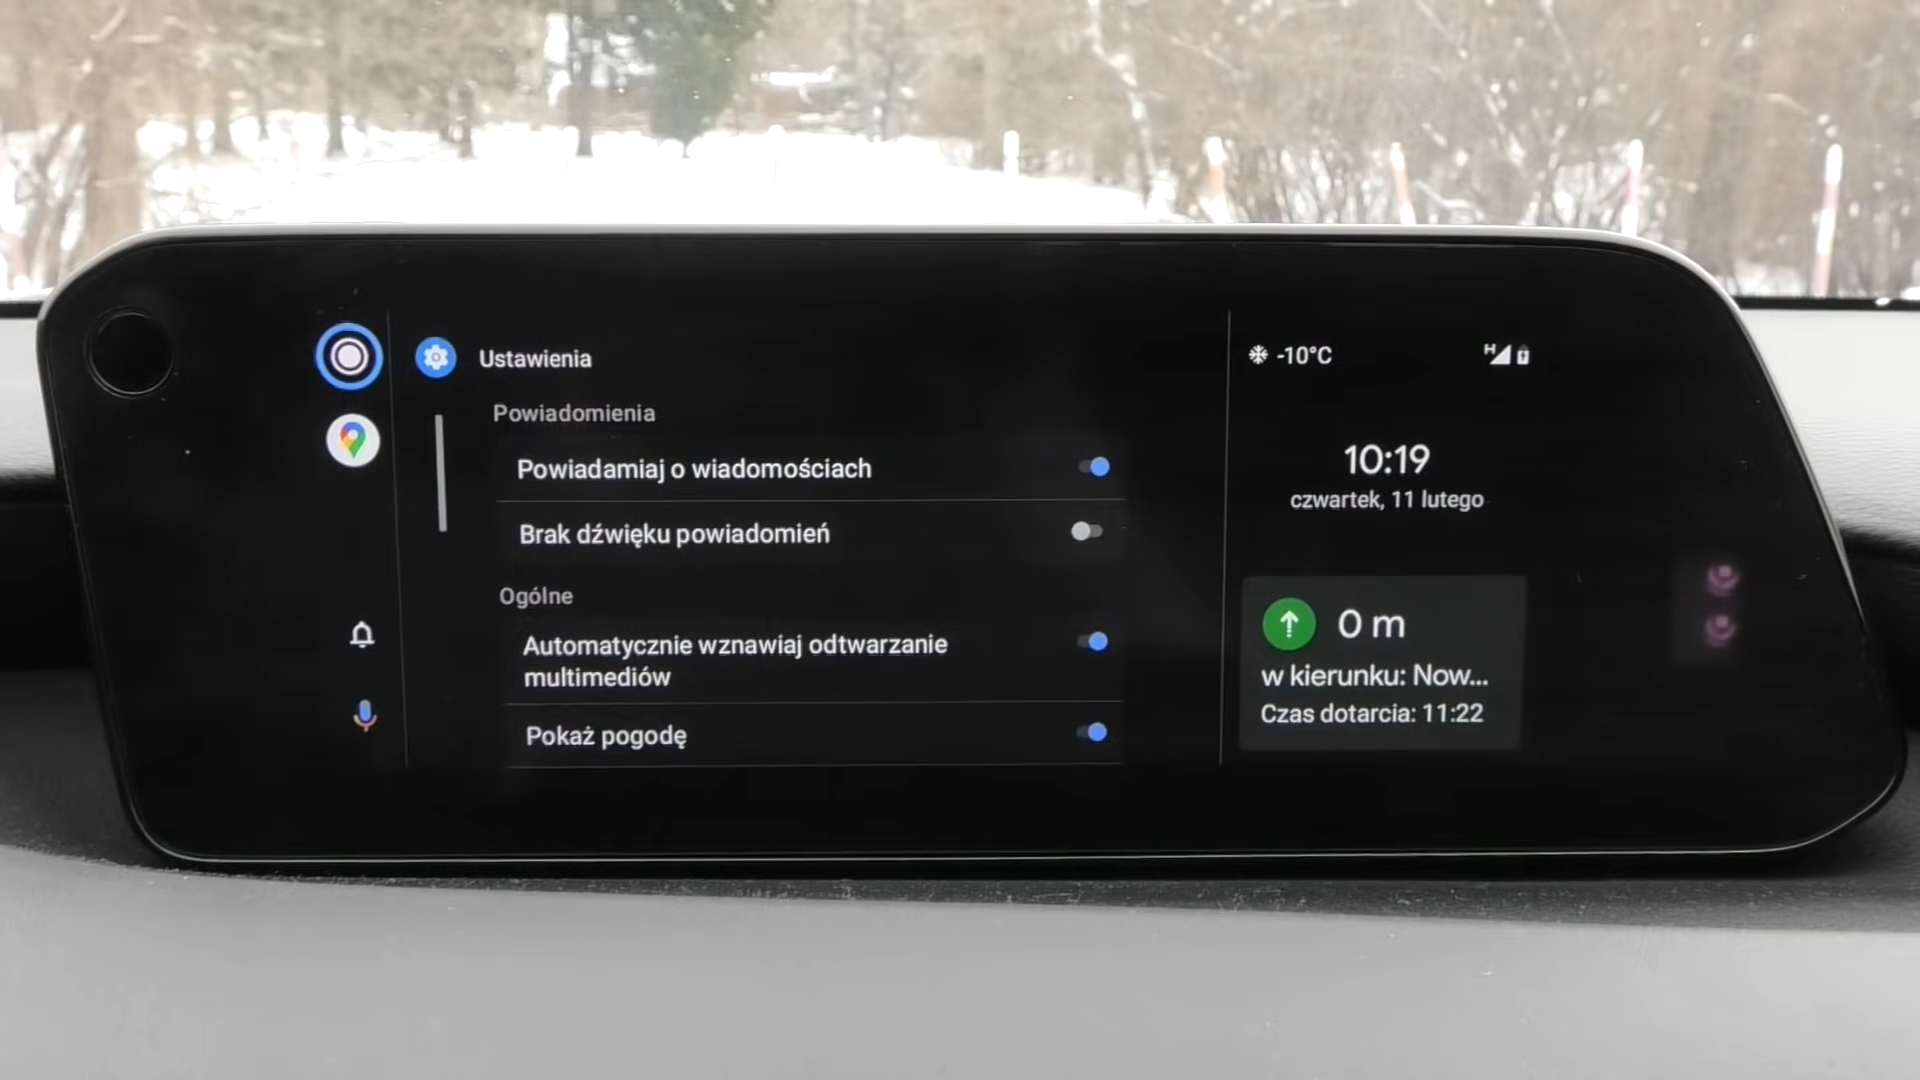 Ustawienia
Powiadomienia
Powiadamiaj o wiadomościach
Brak dźwięku powiadomień
Ogólne
Automatycznie wznawiaj odtwarzanie
multimediów
Pokaż pogodę
-10°C
H
10:19
czwartek, 11 lutego
0 m
w kierunku: Now...
Czas dotarcia: 11:22